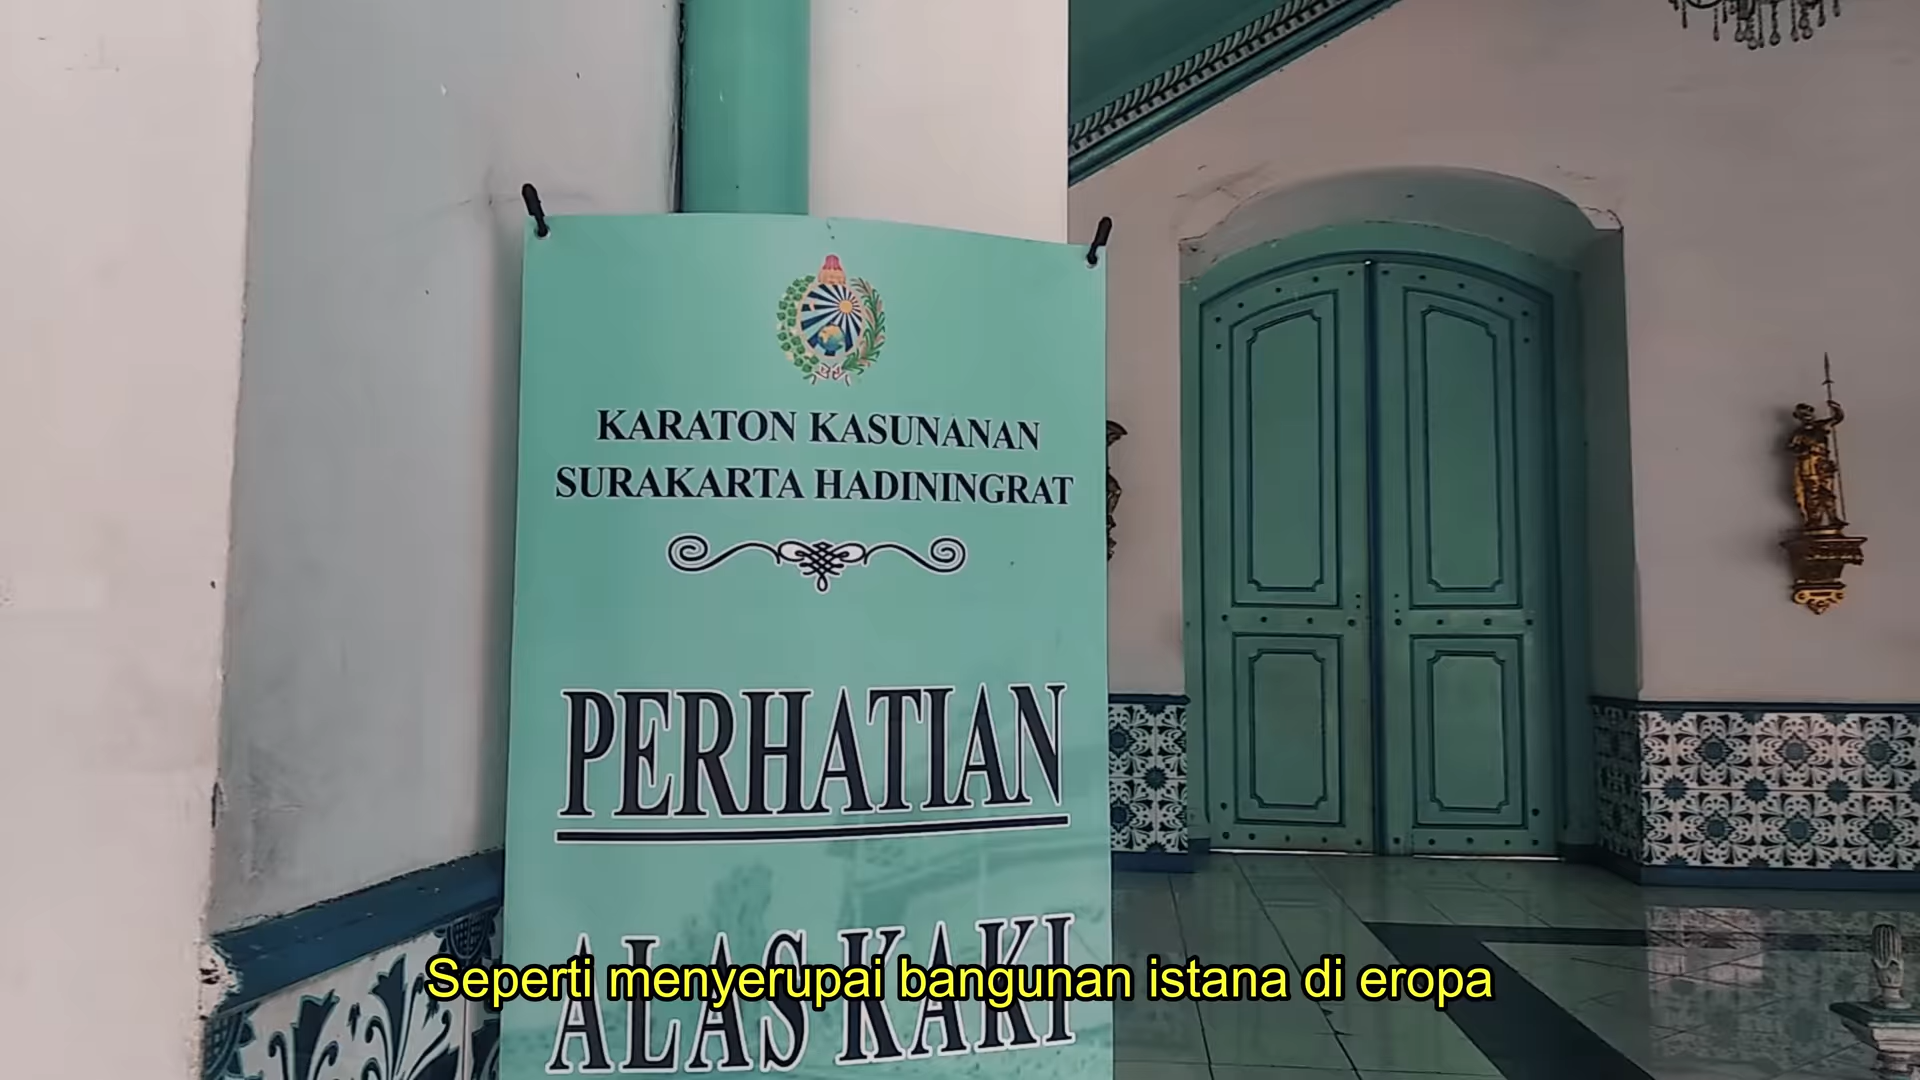 KARATON KASUNANAN
SURAKARTA HADININGRAT
PERHATIAN
ALAS KAKI
Seperti menyerupai bangunan istana di eropa